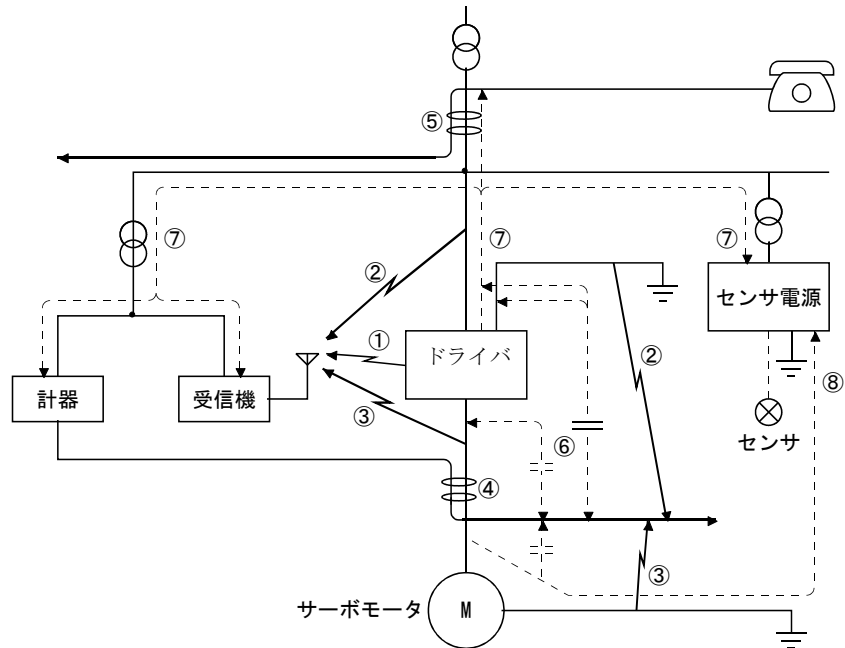 ⑤
⑦
⑦
⑦
②
センサ電源
①
ドライバ
②
⑧
計器
受信機
③
⑥
センサ
④
③
サーボモータ
M